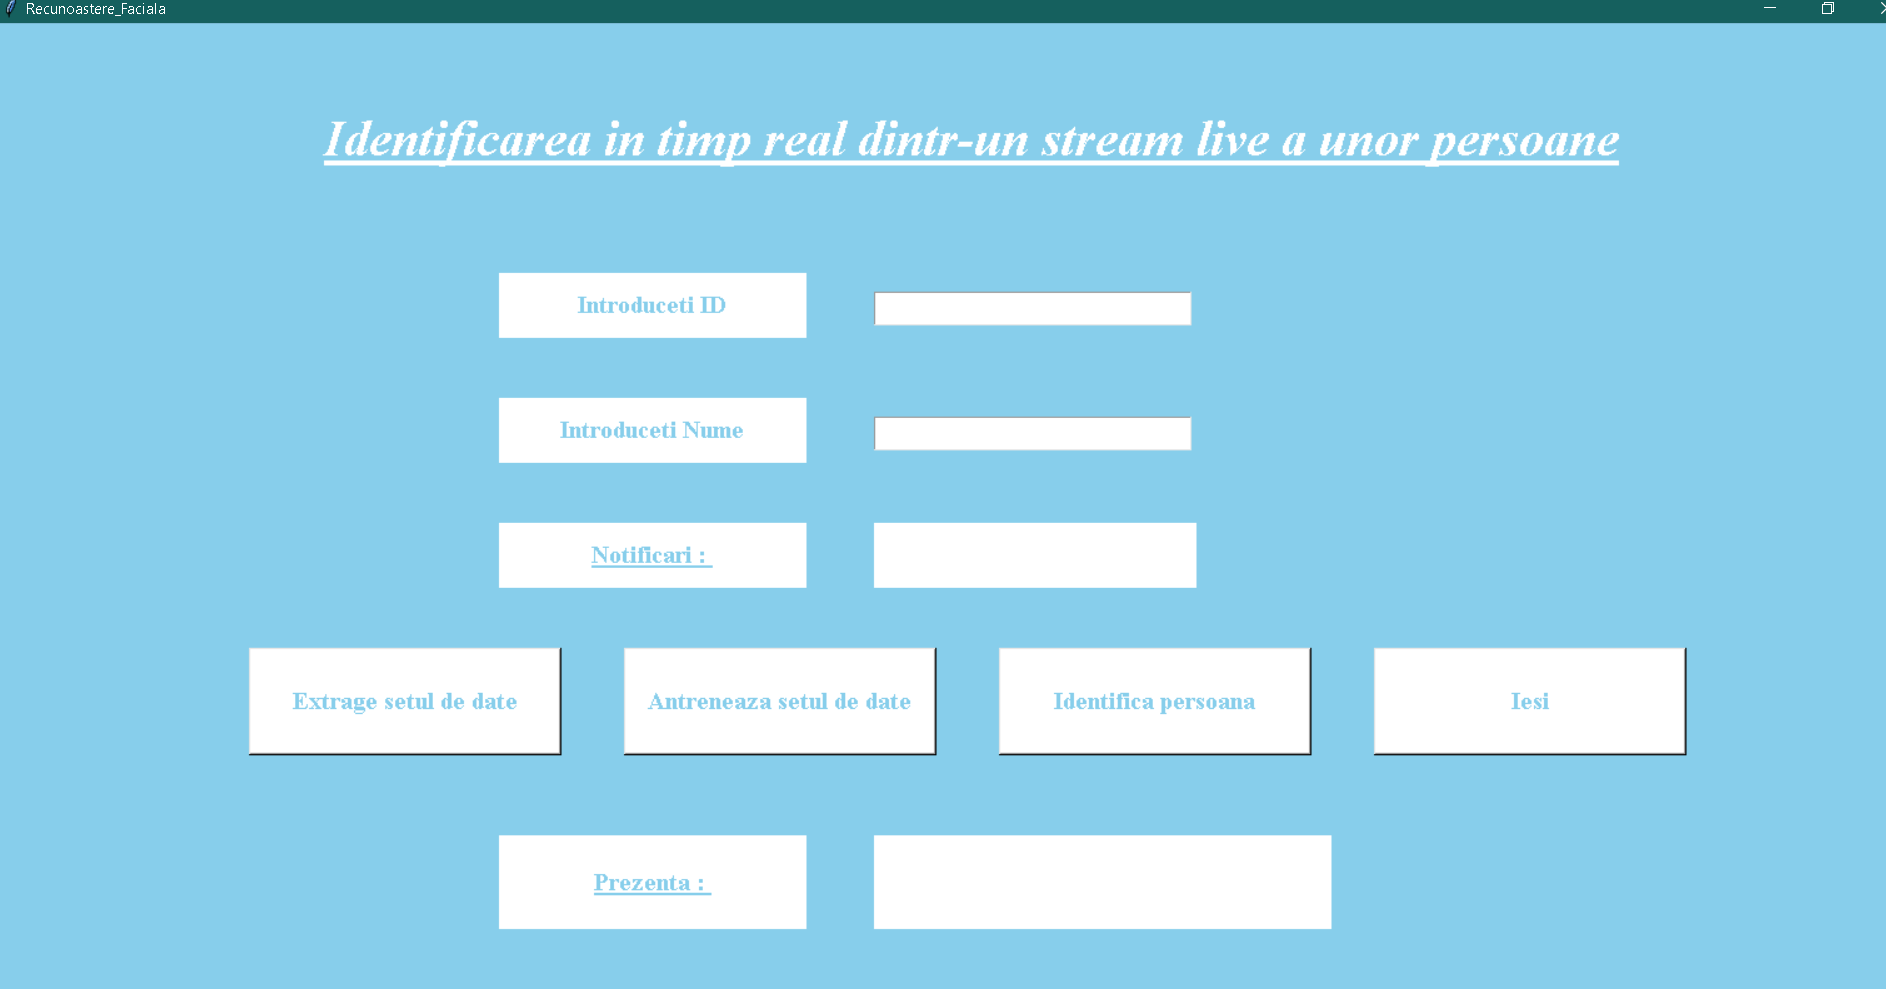 Recunoastere_Faciala
Identificarea in timp real dintr-un stream live a unor persoane
Introduceti ID
Introduceti Nume
Notificari :
Extrage setul de date
Antreneaza setul de date
Identifica persoana
Iesi
Prezenta :